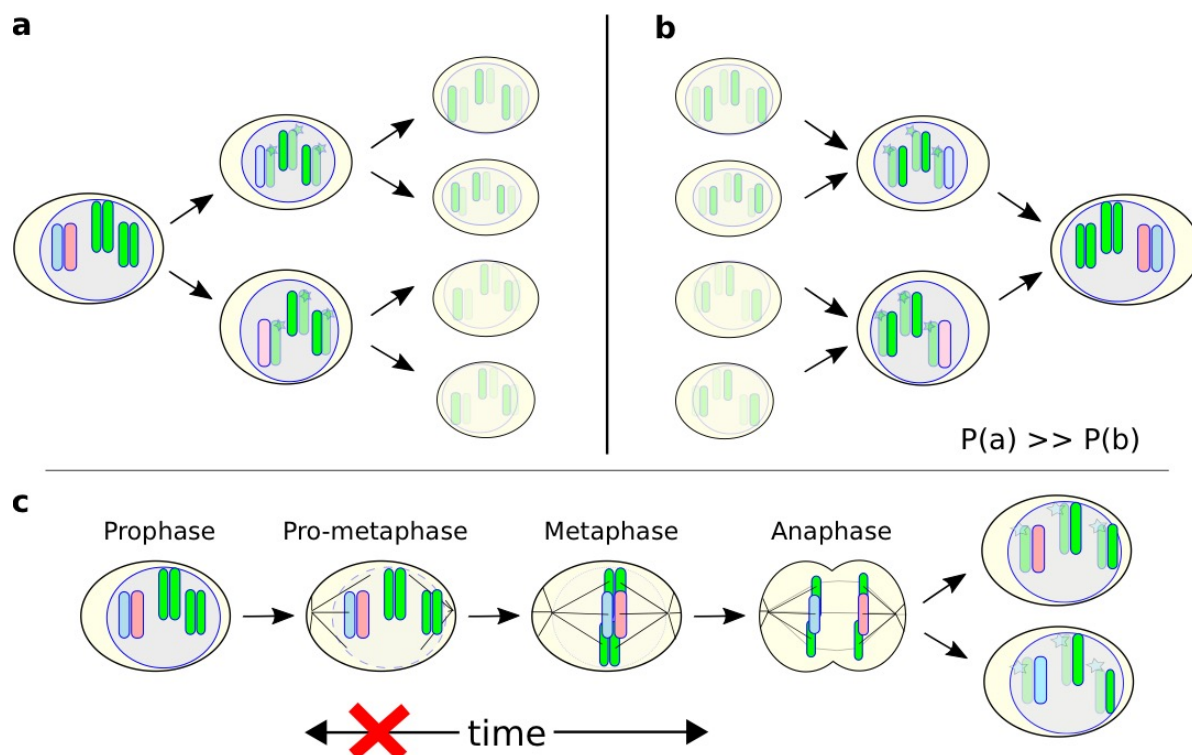 a
b
P(a) >> P(b)
c
Prophase
Pro-metaphase
Metaphase
Anaphase
time